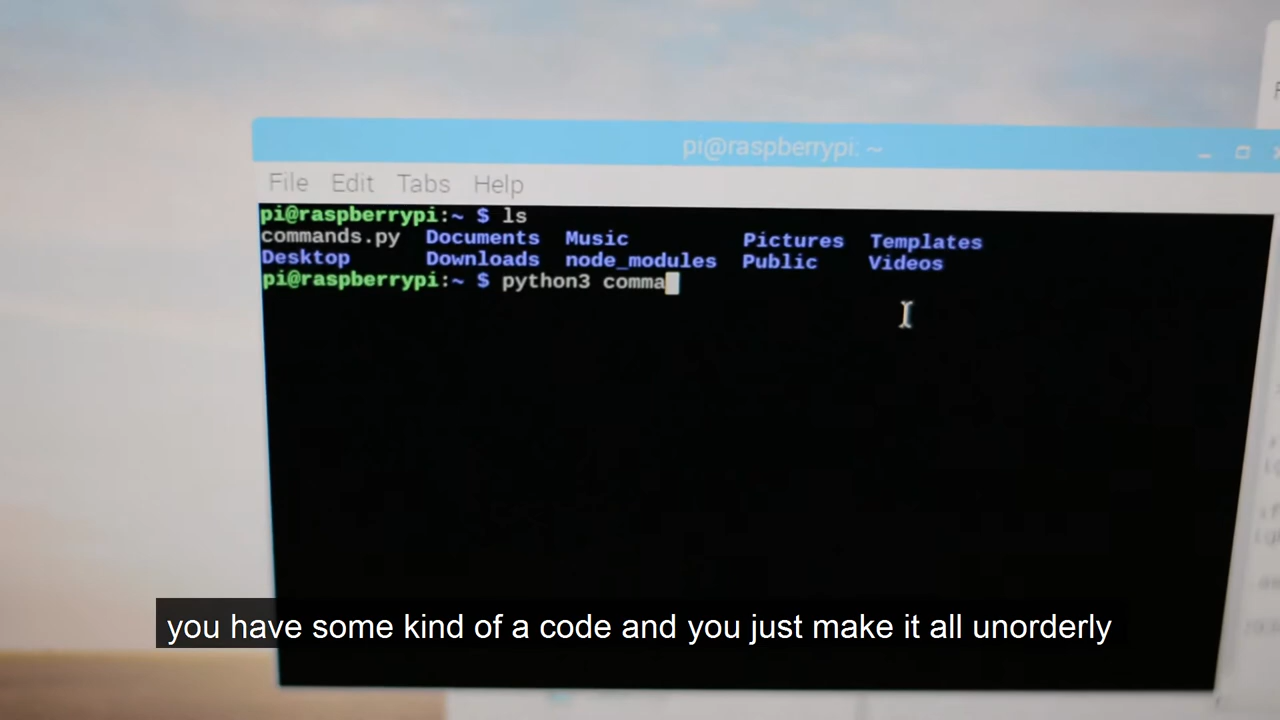 pi@raspberrypi: ~
File Edit Tabs Help
pi@raspberrypi:~ $ ls
commands.py Documents Music Pictures Templates
Desktop Downloads node_modules Public Videos
pi@raspberrypi:~ $ python3 comma
you have some kind of a code and you just make it all unorderly